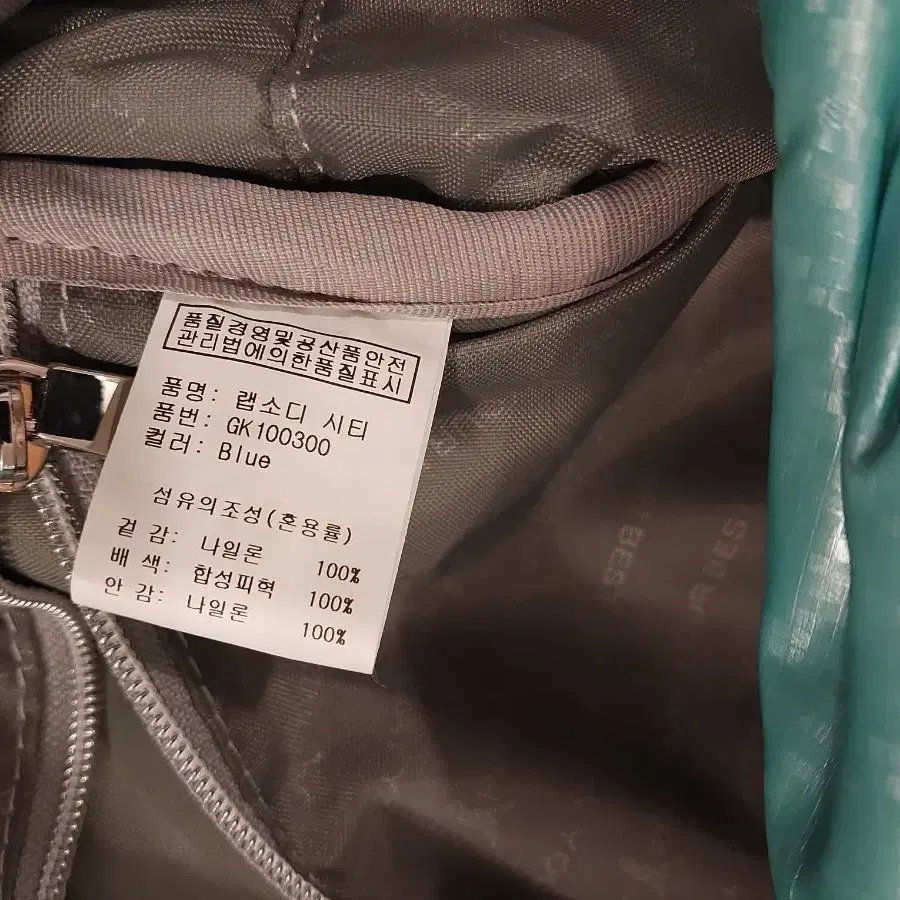 품질경영및공산품안전
관리법에의한품질표시
품명: 랩소디 시티
품번: GK100300
컬러: Blue
섬유의조성(혼용률)
겉 감: 나일론 100%
배 색: 합성피혁 100%
안 감: 나일론 100%